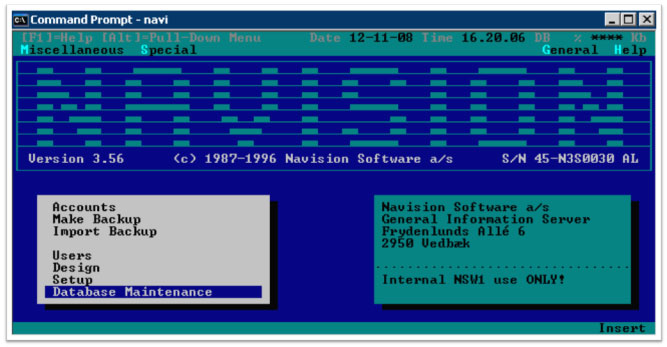 Command Prompt - navi
[F1]=Help [Alt]=Pull-Down Menu Date 12-11-08 Time 16.20.06 DB % **** Kb
Miscellaneous Special General Help
NAVISION
Version 3.56 (c) 1987-1996 Navision Software a/s S/N 45-N3S0030 AL
Accounts
Make Backup
Import Backup
Users
Design
Setup
Database Maintenance
Navision Software a/s
General Information Server
Frydenlunds Allé 6
2950 Vedbæk
Internal NSW1 use ONLY!
Insert